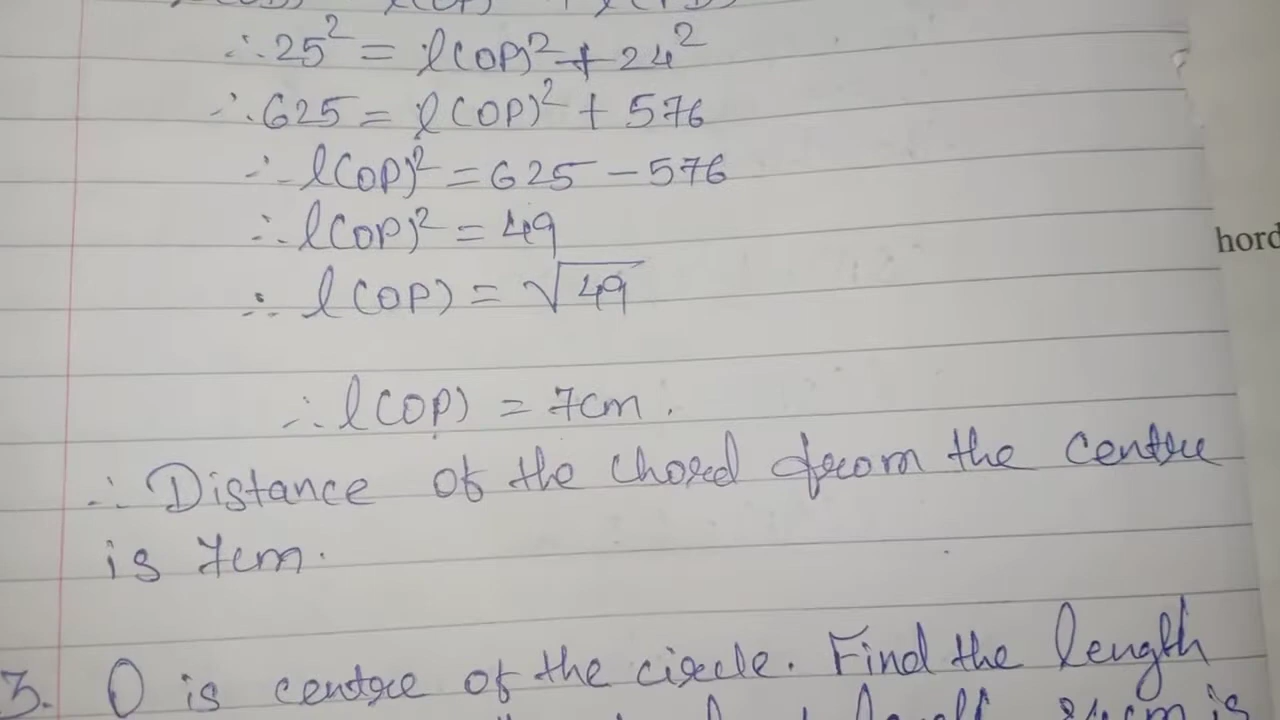 ∴ 25² = l(OP)² + 24²
∴ 625 = l(OP)² + 576
∴ l(OP)² = 625 - 576
∴ l(OP)² = 49
hord
∴ l(OP) = √49
∴ l(OP) = 7cm.
∴ Distance of the chord from the centre
is 7cm.
3. O is centre of the circle. Find the length